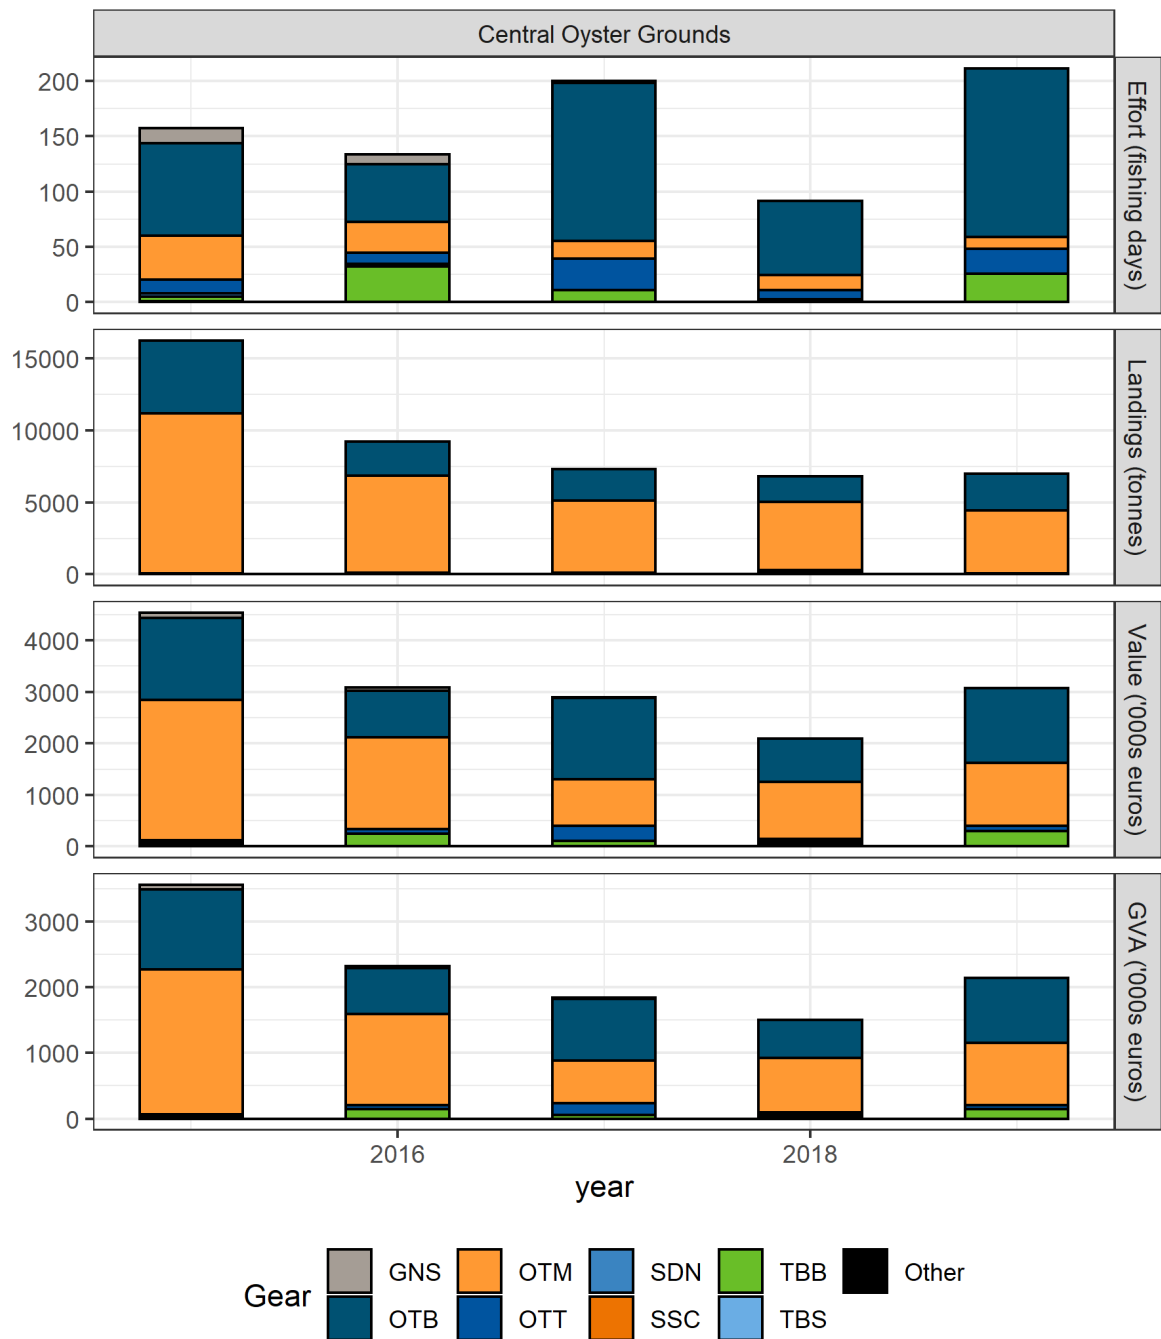 Central Oyster Grounds
200
150
100
50
0
Effort (fishing days)
15000
10000
5000
0
Landings (tonnes)
4000
3000
2000
1000
0
Value ('000s euros)
3000
2000
1000
0
GVA ('000s euros)
2016 2018
year
Gear
GNS OTM SDN TBB Other
OTB OTT SSC TBS